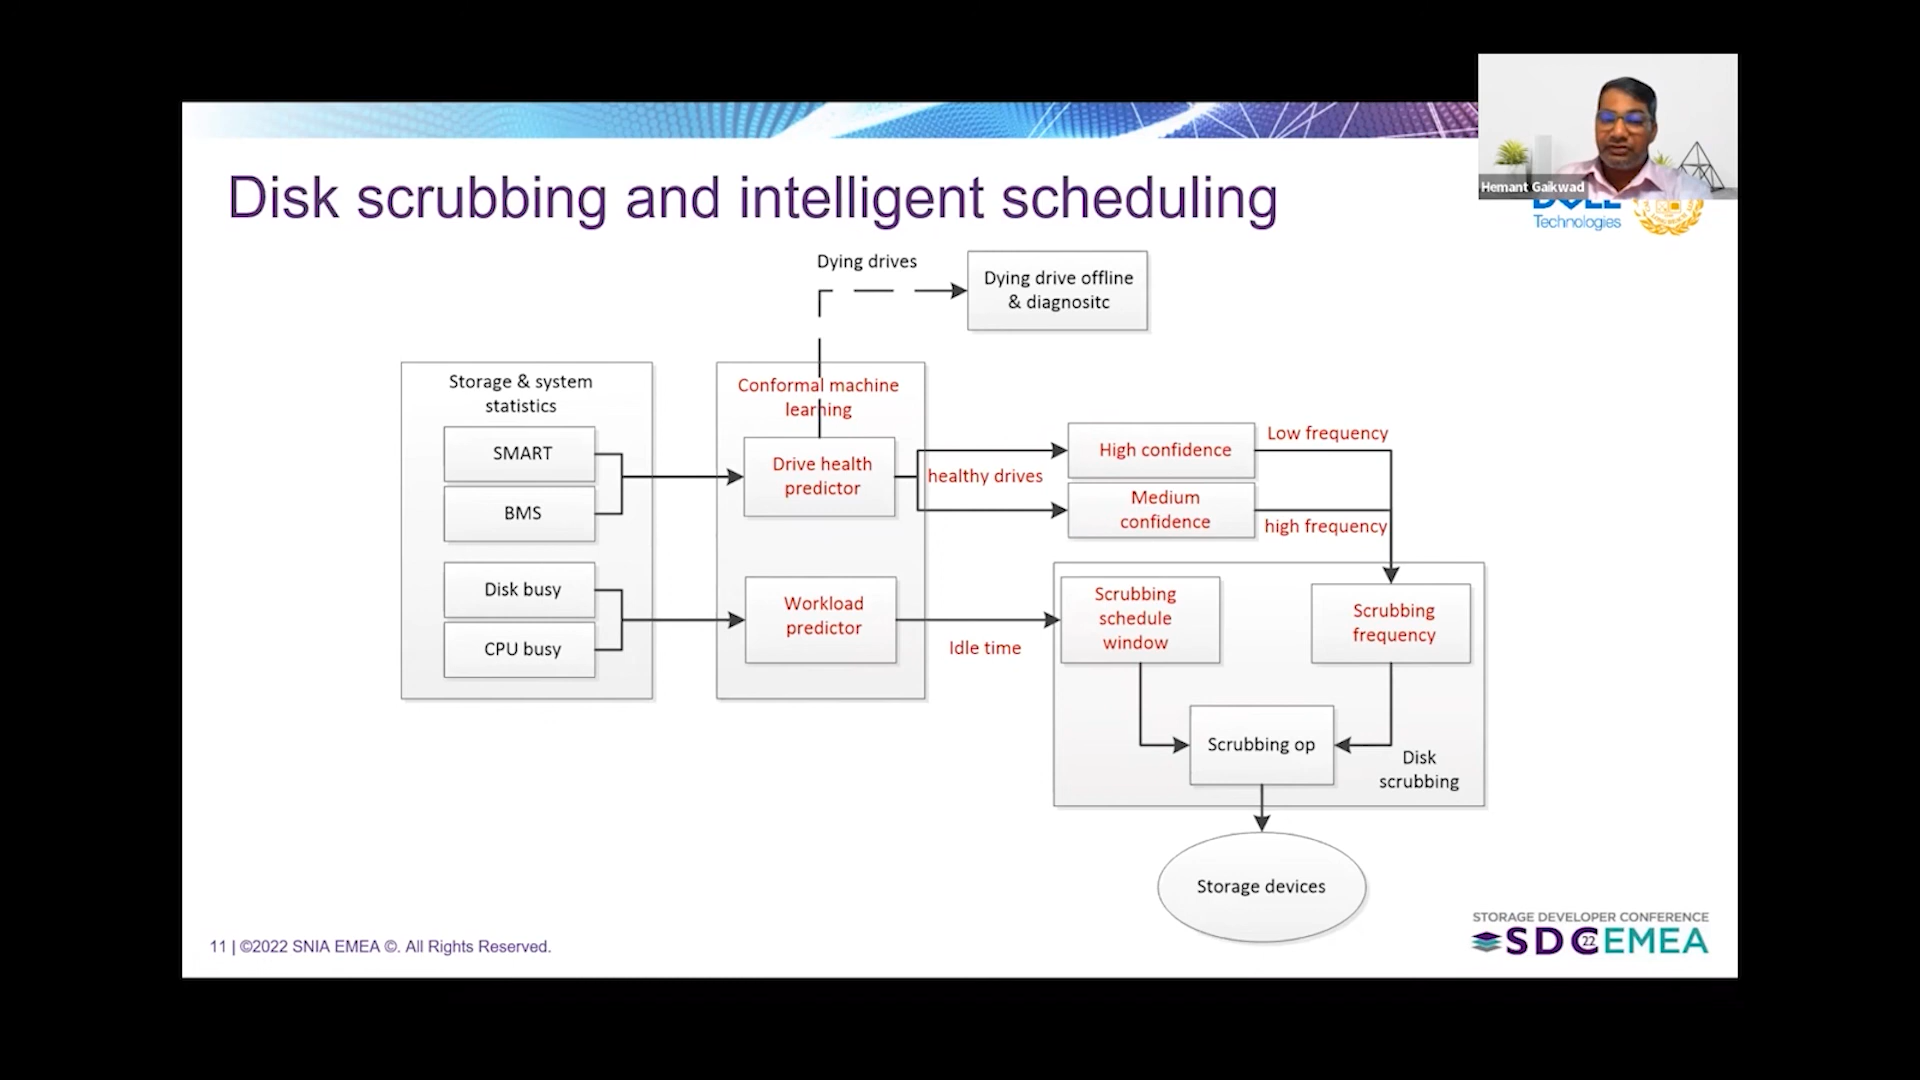 Hemant Gaikwad
Technologies
Disk scrubbing and intelligent scheduling
Dying drives
Dying drive offline
& diagnositc
Storage & system
statistics
SMART
BMS
Disk busy
CPU busy
Conformal machine
learning
Drive health
predictor
Workload
predictor
healthy drives
High confidence
Medium
confidence
Low frequency
high frequency
Idle time
Scrubbing
schedule
window
Scrubbing
frequency
Scrubbing op
Disk
scrubbing
Storage devices
11 | ©2022 SNIA EMEA ©. All Rights Reserved.
STORAGE DEVELOPER CONFERENCE
SDC22EMEA